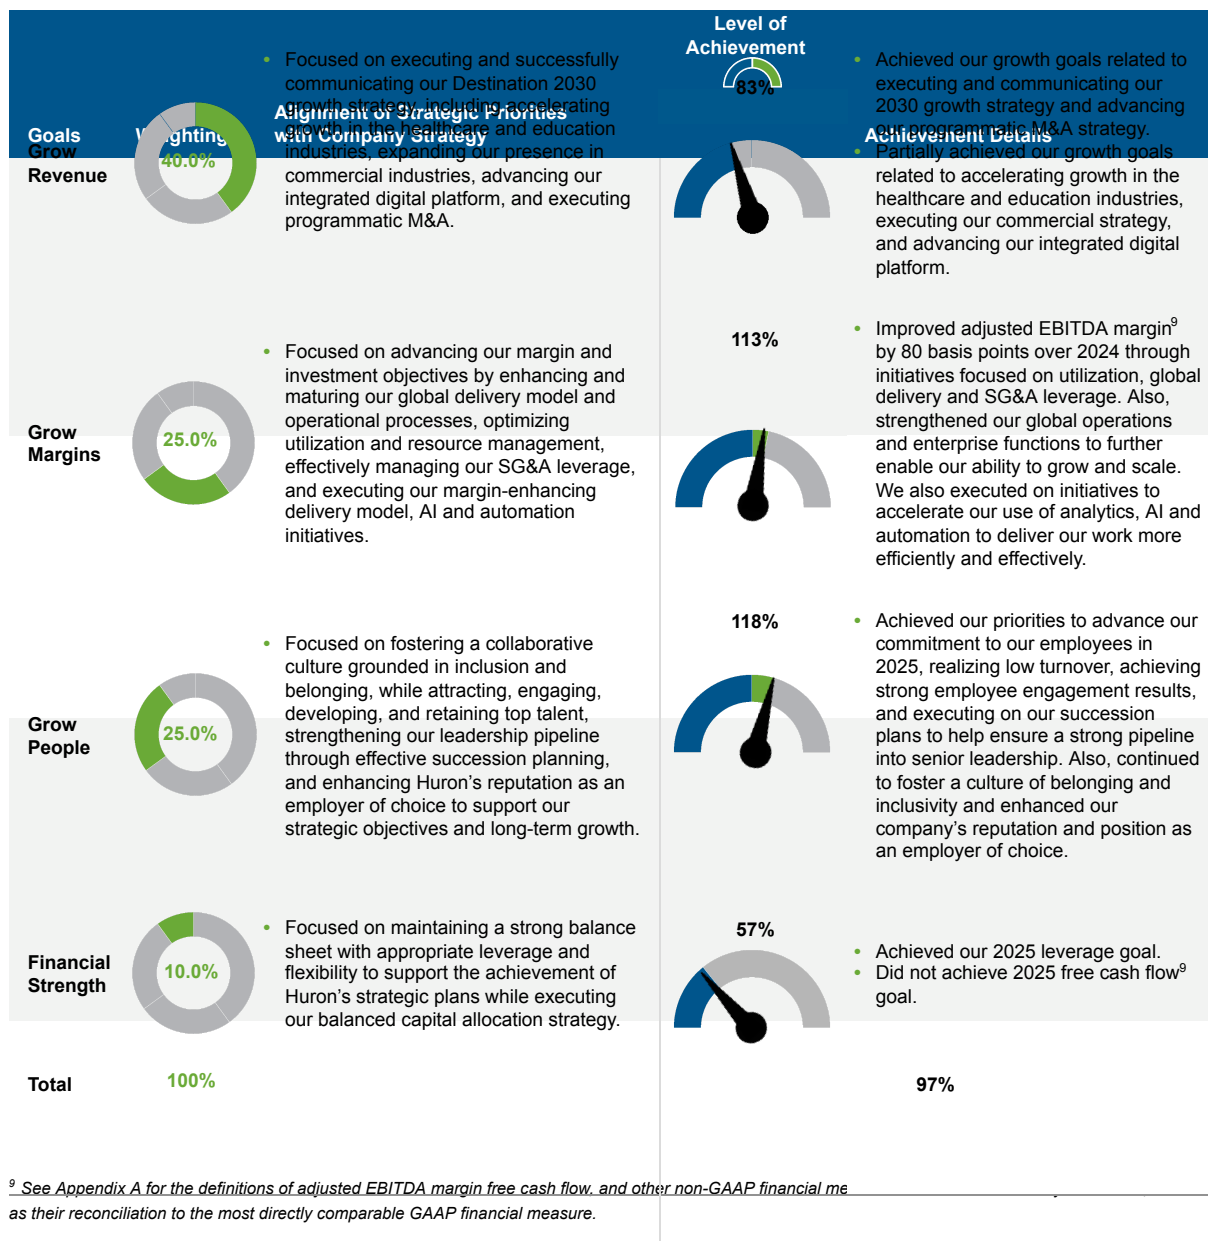 Goals
Weighting
Alignment of Strategic Priorities
with Company Strategy
Level of
Achievement
Achievement Details
Grow
Revenue
40.0%
• Focused on executing and successfully
communicating our Destination 2030
growth strategy, including accelerating
growth in the healthcare and education
industries, expanding our presence in
commercial industries, advancing our
integrated digital platform, and executing
programmatic M&A.
83%
• Achieved our growth goals related to
executing and communicating our
2030 growth strategy and advancing
our programmatic M&A strategy.
• Partially achieved our growth goals
related to accelerating growth in the
healthcare and education industries,
executing our commercial strategy,
and advancing our integrated digital
platform.
Grow
Margins
25.0%
• Focused on advancing our margin and
investment objectives by enhancing and
maturing our global delivery model and
operational processes, optimizing
utilization and resource management,
effectively managing our SG&A leverage,
and executing our margin-enhancing
delivery model, AI and automation
initiatives.
113%
• Improved adjusted EBITDA margin9
by 80 basis points over 2024 through
initiatives focused on utilization, global
delivery and SG&A leverage. Also,
strengthened our global operations
and enterprise functions to further
enable our ability to grow and scale.
We also executed on initiatives to
accelerate our use of analytics, AI and
automation to deliver our work more
efficiently and effectively.
Grow
People
25.0%
• Focused on fostering a collaborative
culture grounded in inclusion and
belonging, while attracting, engaging,
developing, and retaining top talent,
strengthening our leadership pipeline
through effective succession planning,
and enhancing Huron's reputation as an
employer of choice to support our
strategic objectives and long-term growth.
118%
• Achieved our priorities to advance our
commitment to our employees in
2025, realizing low turnover, achieving
strong employee engagement results,
and executing on our succession
plans to help ensure a strong pipeline
into senior leadership. Also, continued
to foster a culture of belonging and
inclusivity and enhanced our
company's reputation and position as
an employer of choice.
Financial
Strength
10.0%
• Focused on maintaining a strong balance
sheet with appropriate leverage and
flexibility to support the achievement of
Huron's strategic plans while executing
our balanced capital allocation strategy.
57%
• Achieved our 2025 leverage goal.
• Did not achieve 2025 free cash flow9
goal.
Total
100%
97%
9 See Appendix A for the definitions of adjusted EBITDA margin free cash flow, and other non-GAAP financial me
as their reconciliation to the most directly comparable GAAP financial measure.